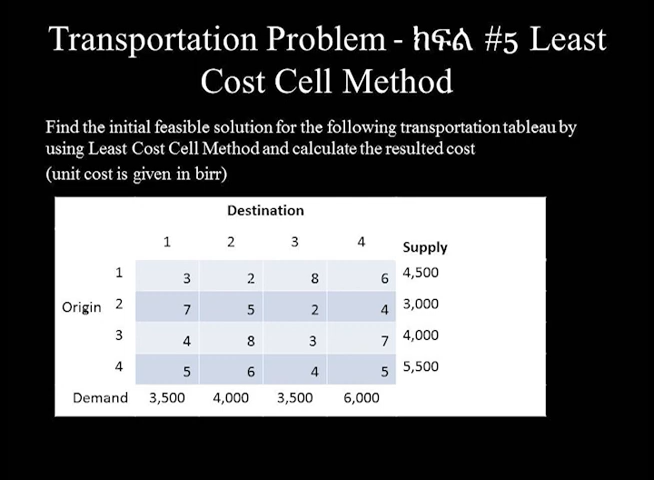 Transportation Problem - ክፍል #5 Least
Cost Cell Method
Find the initial feasible solution for the following transportation tableau by
using Least Cost Cell Method and calculate the resulted cost
(unit cost is given in birr)
Destination
1 2 3 4 Supply
1 3 2 8 6 4,500
Origin 2 7 5 2 4 3,000
3 4 8 3 7 4,000
4 5 6 4 5 5,500
Demand 3,500 4,000 3,500 6,000